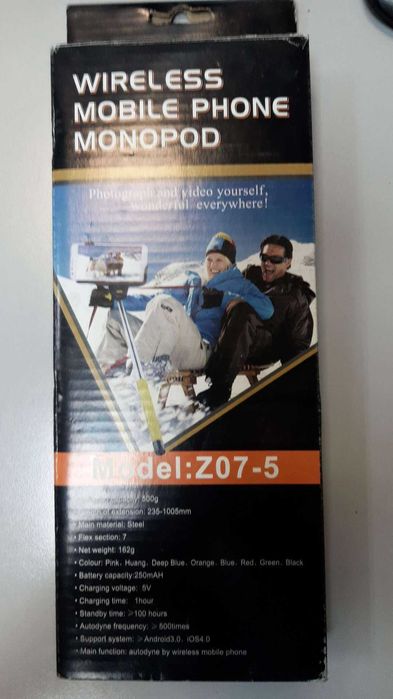 WIRELESS
MOBILE PHONE
MONOPOD
Photograph and video yourself,
wonderful everywhere!
Model:Z07-5
500g
of extension: 235-1005mm
Main material: Steel
• Flex section: 7
• Net weight: 162g
• Colour: Pink、Huang、Deep Blue、Orange、Blue、Red、Green、Black
• Battery capacity:250mAH
• Charging voltage: 5V
• Charging time: 1hour
• Standby time: ≥100 hours
• Autodyne frequency: ≥500times
• Support system: ≥Android3.0、iOS4.0
• Main function: autodyne by wireless mobile phone